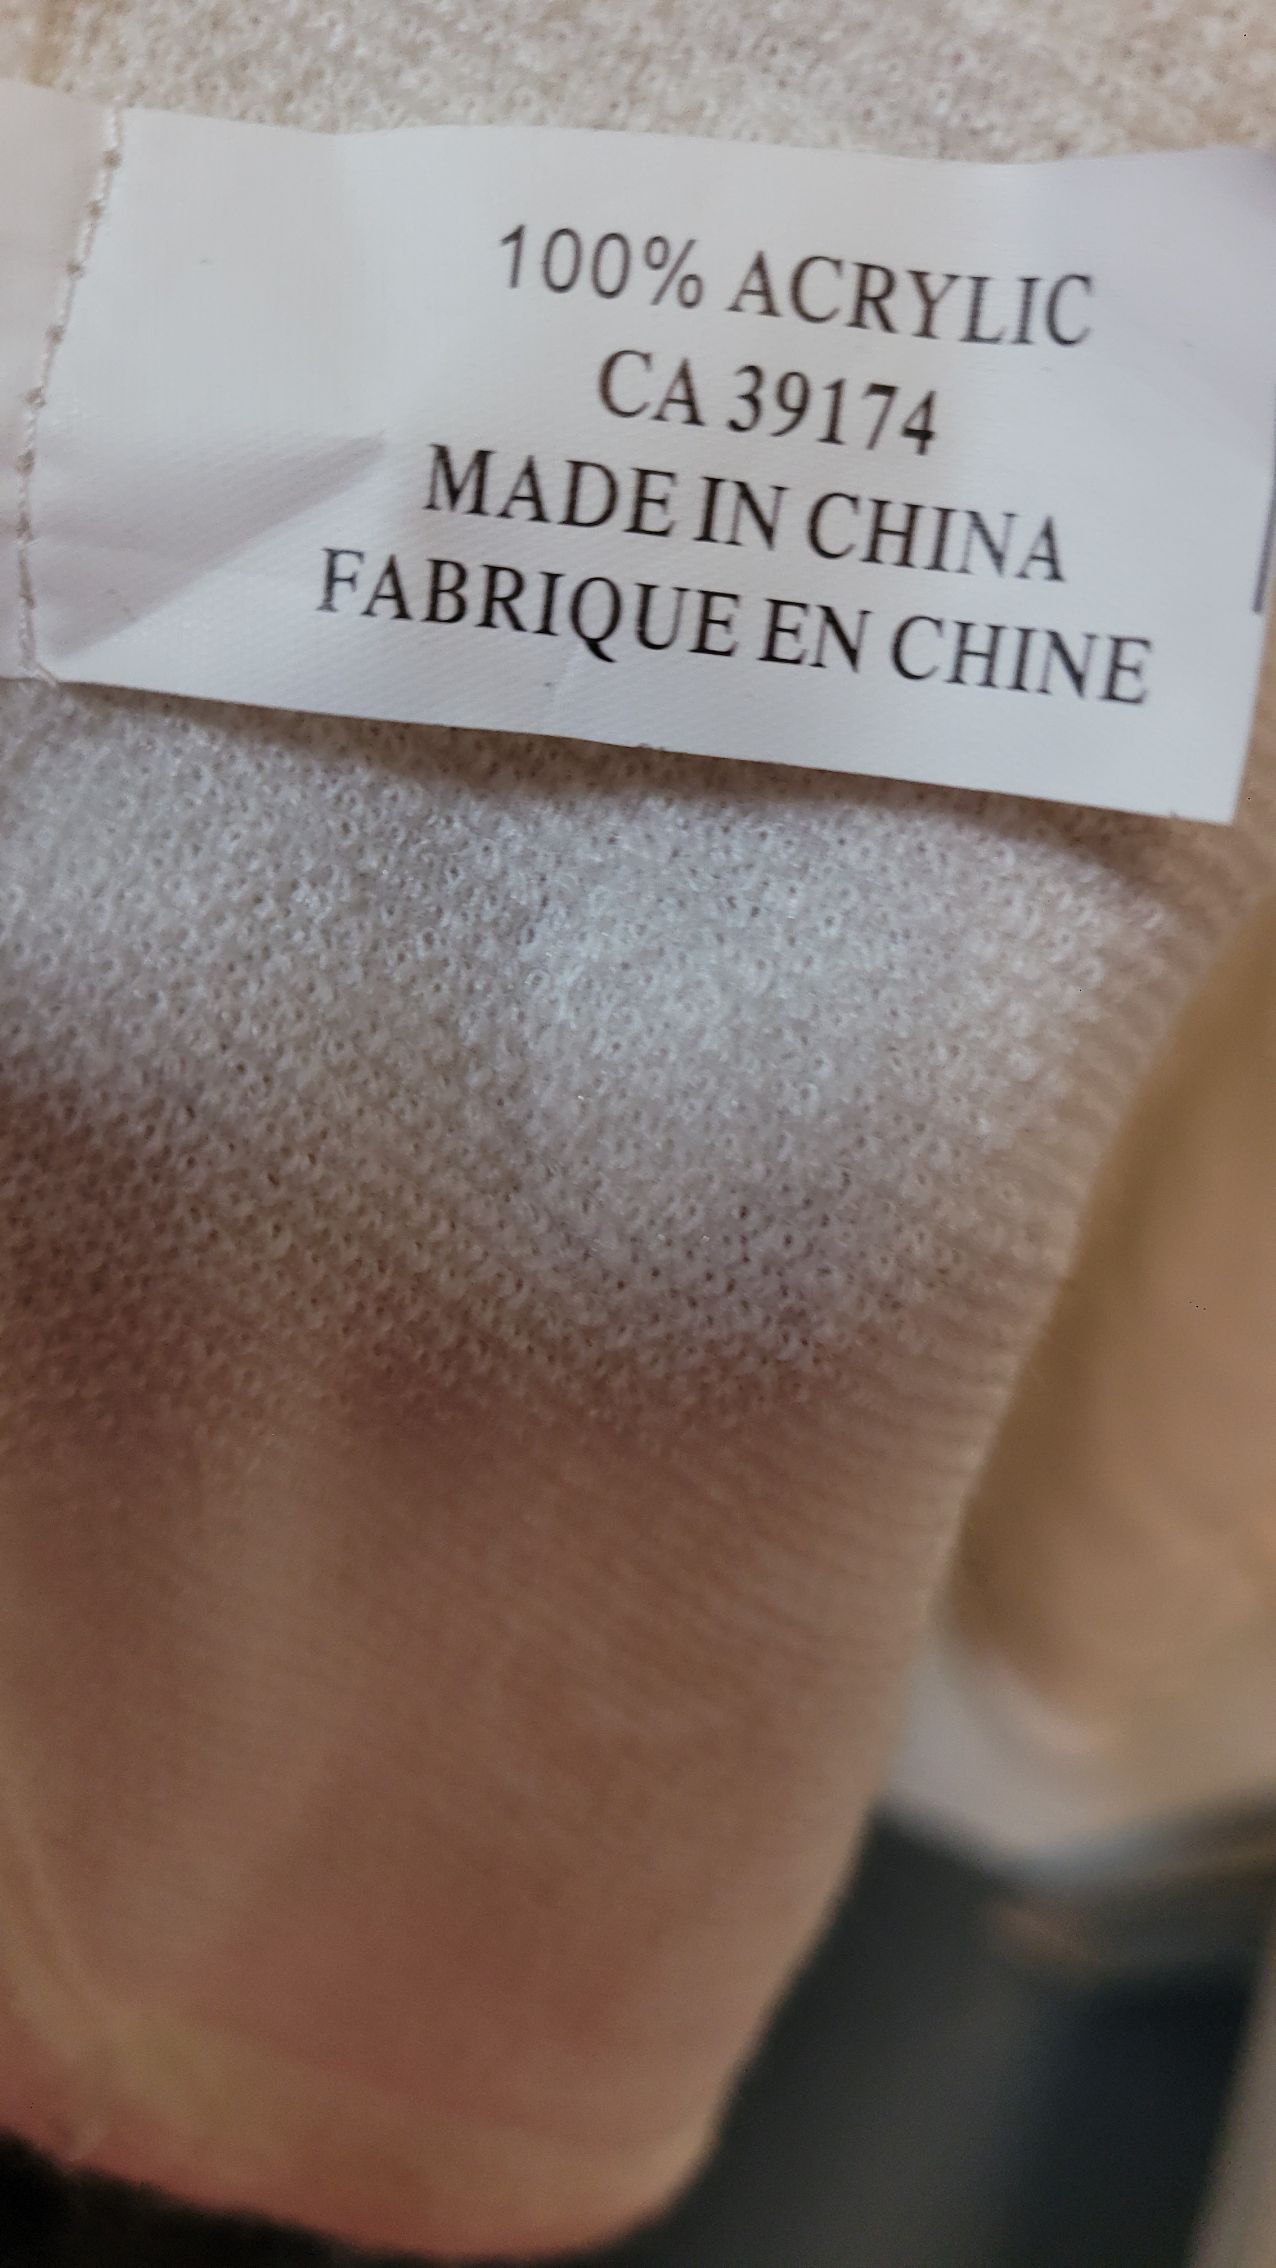 100% ACRYLIC
CA 39174
MADE IN CHINA
FABRIQUE EN CHINE